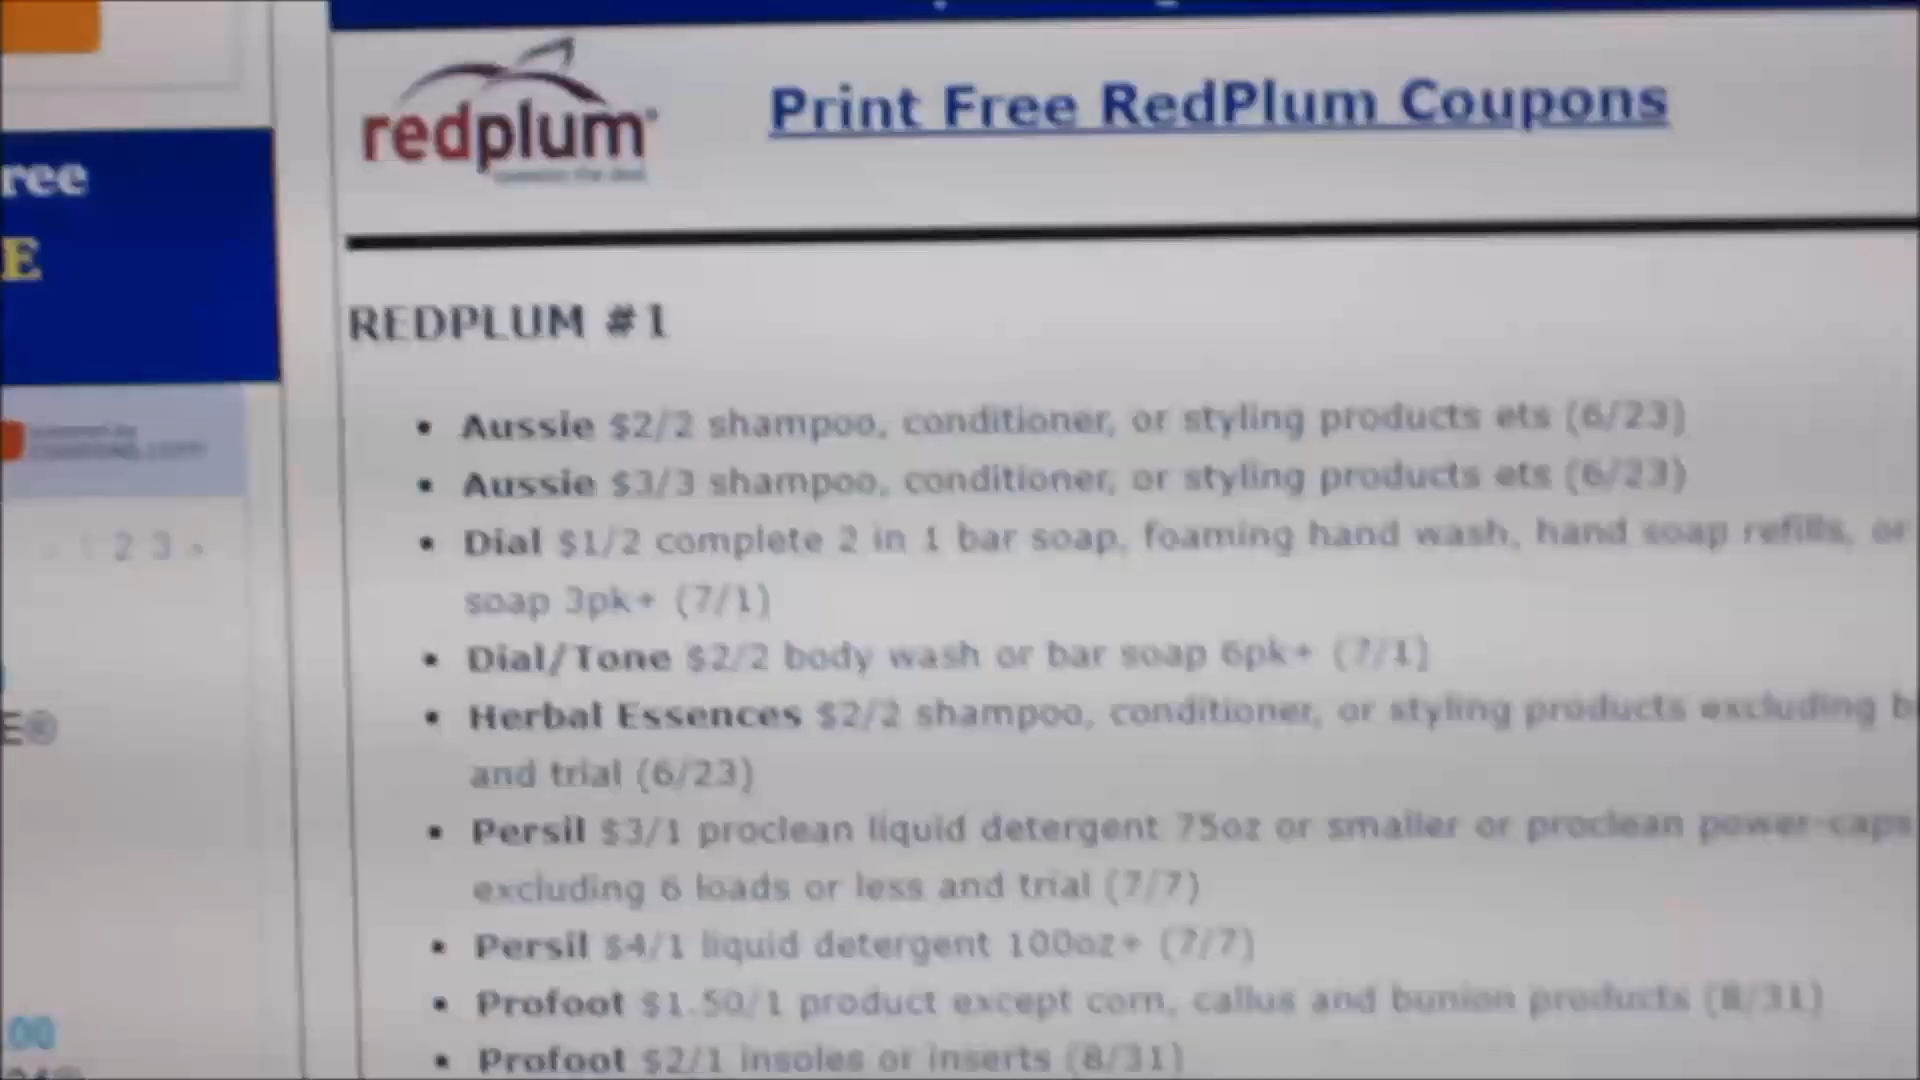 redplum
Print Free RedPlum Coupons
ree
E
REDPLUM #1
• Aussie $2/2 shampoo, conditioner, or styling products ets (6/23)
• Aussie $3/3 shampoo, conditioner, or styling products ets (6/23)
• Dial $1/2 complete 2 in 1 bar soap, foaming hand wash, hand soap refills, or
soap 3pk+ (7/1)
• Dial/Tone $2/2 body wash or bar soap 6pk+ (7/1)
• Herbal Essences $2/2 shampoo, conditioner, or styling products excluding b
and trial (6/23)
• Persil $3/1 proclean liquid detergent 75oz or smaller or proclean power-caps
excluding 6 loads or less and trial (7/7)
• Persil $4/1 liquid detergent 100oz+ (7/7)
• Profoot $1.50/1 product except corn, callus and bunion products (8/31)
• Profoot $2/1 insoles or inserts (8/31)
1 2 3 >
E®
00